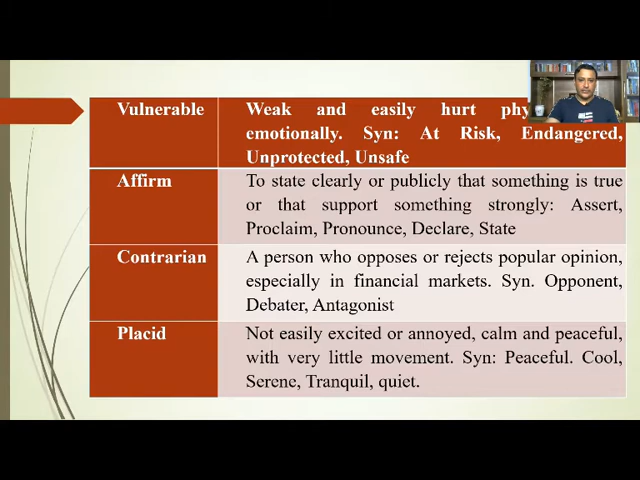 Vulnerable
Weak and easily hurt
emotionally. Syn: At Risk, Endangered,
Unprotected, Unsafe
Affirm
To state clearly or publicly that something is true
or that support something strongly: Assert,
Proclaim, Pronounce, Declare, State
Contrarian
A person who opposes or rejects popular opinion,
especially in financial markets. Syn. Opponent,
Debater, Antagonist
Placid
Not easily excited or annoyed, calm and peaceful,
with very little movement. Syn: Peaceful. Cool,
Serene, Tranquil, quiet.